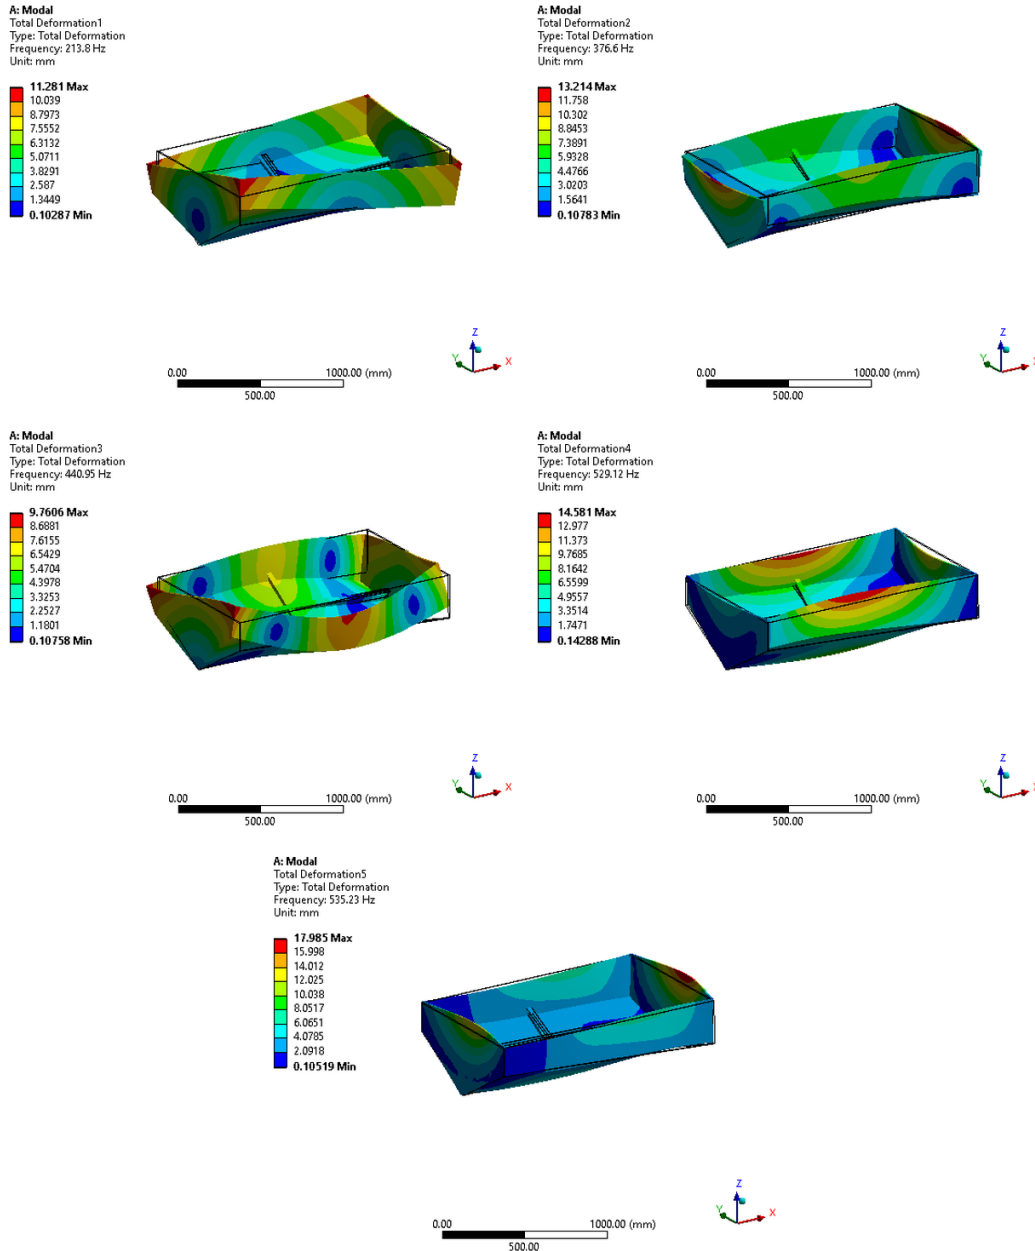 A: Modal
Total Deformation1
Type: Total Deformation
Frequency: 213.8 Hz
Unit: mm
11.281 Max
10.039
8.7973
7.5552
6.3132
5.0711
3.8291
2.587
1.3449
0.10287 Min
Z
Y
X
0.00
1000.00 (mm)
500.00
A: Modal
Total Deformation2
Type: Total Deformation
Frequency: 376.6 Hz
Unit: mm
13.214 Max
11.758
10.302
8.8453
7.3891
5.9328
4.4766
3.0203
1.5641
0.10783 Min
Z
Y
0.00
1000.00 (mm)
500.00
A: Modal
Total Deformation3
Type: Total Deformation
Frequency: 440.95 Hz
Unit: mm
9.7606 Max
8.6881
7.6155
6.5429
5.4704
4.3978
3.3253
2.2527
1.1801
0.10758 Min
Z
Y
X
0.00
1000.00 (mm)
500.00
A: Modal
Total Deformation4
Type: Total Deformation
Frequency: 529.12 Hz
Unit: mm
14.581 Max
12.977
11.373
9.7685
8.1642
6.5599
4.9557
3.3514
1.7471
0.14288 Min
Z
Y
0.00
1000.00 (mm)
500.00
A: Modal
Total Deformation5
Type: Total Deformation
Frequency: 535.23 Hz
Unit: mm
17.985 Max
15.998
14.012
12.025
10.038
8.0517
6.0651
4.0785
2.0918
0.10519 Min
Z
Y
X
0.00
1000.00 (mm)
500.00